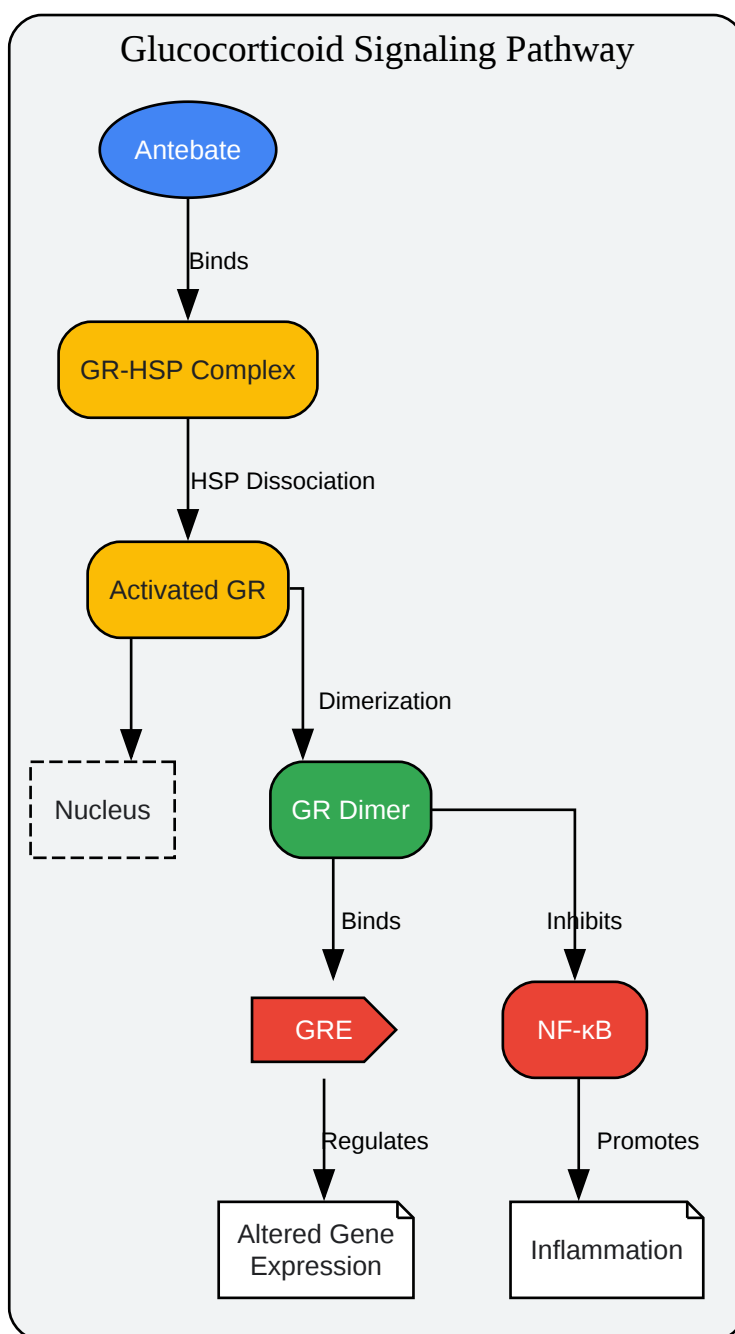 Glucocorticoid Signaling Pathway
Antebate
Binds
GR-HSP Complex
HSP Dissociation
Activated GR
Dimerization
Nucleus
GR Dimer
Binds
Inhibits
GRE
NF-κB
Regulates
Promotes
Altered Gene
Expression
Inflammation